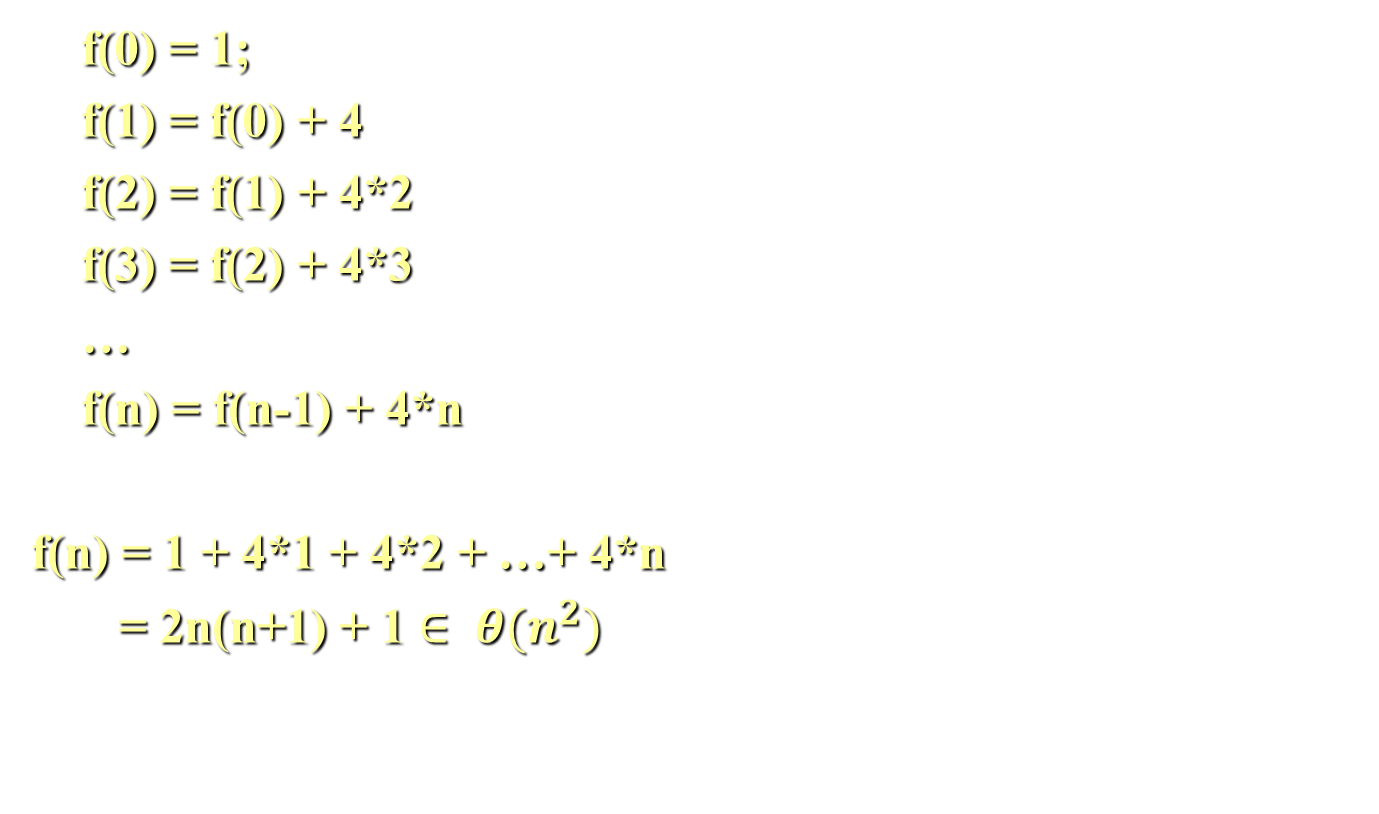 f(0) = 1;
f(1) = f(0) + 4
f(2) = f(1) + 4*2
f(3) = f(2) + 4*3
…
f(n) = f(n-1) + 4*n
f(n) = 1 + 4*1 + 4*2 + …+ 4*n
= 2n(n+1) + 1 ∈ 𝜃(𝑛²)